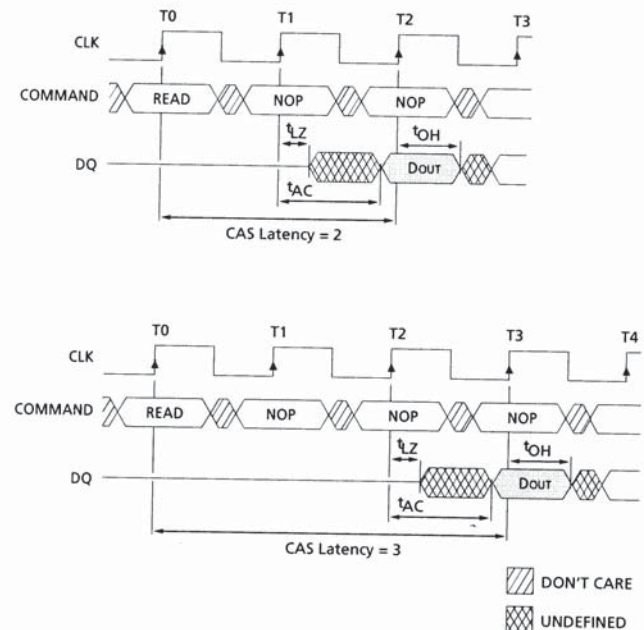 T0 T1 T2 T3
CLK
COMMAND READ NOP NOP
tLZ tOH
DQ DOUT
tAC
CAS Latency = 2
T0 T1 T2 T3 T4
CLK
COMMAND READ NOP NOP NOP
tLZ tOH
DQ DOUT
tAC
CAS Latency = 3
DON'T CARE
UNDEFINED